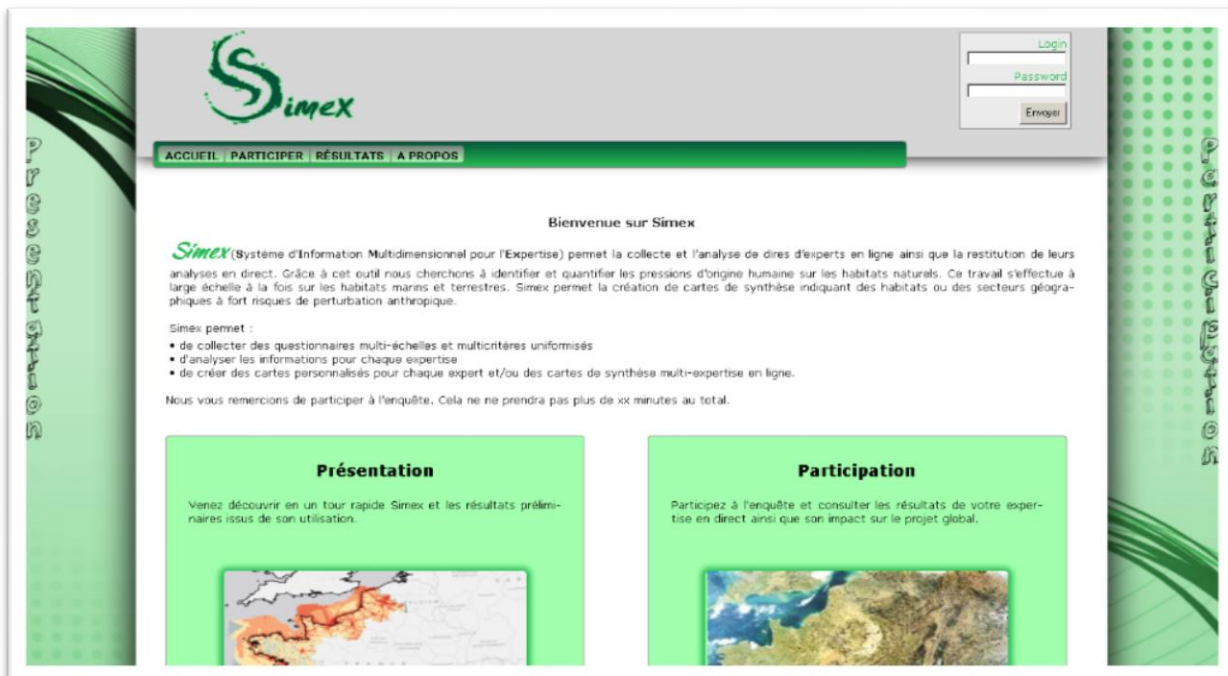 Simex
Login
Password
Envoyer
ACCUEIL PARTICIPER RÉSULTATS A PROPOS
Presentation
Participation
Bienvenue sur Simex
Simex (Système d'Information Multidimensionnel pour l'Expertise) permet la collecte et l'analyse de dires d'experts en ligne ainsi que la restitution de leurs
analyses en direct. Grâce à cet outil nous cherchons à identifier et quantifier les pressions d'origine humaine sur les habitats naturels. Ce travail s'effectue à
large échelle à la fois sur les habitats marins et terrestres. Simex permet la création de cartes de synthèse indiquant des habitats ou des secteurs géogra-
phiques à fort risques de perturbation anthropique.
Simex permet :
▪ de collecter des questionnaires multi-échelles et multicritères uniformisés
▪ d'analyser les informations pour chaque expertise
▪ de créer des cartes personnalisés pour chaque expert et/ou des cartes de synthèse multi-expertise en ligne.
Nous vous remercions de participer à l'enquête. Cela ne ne prendra pas plus de xx minutes au total.
Présentation
Venez découvrir en un tour rapide Simex et les résultats prélimi-
naires issus de son utilisation.
Participation
Participez à l'enquête et consulter les résultats de votre exper-
tise en direct ainsi que son impact sur le projet global.